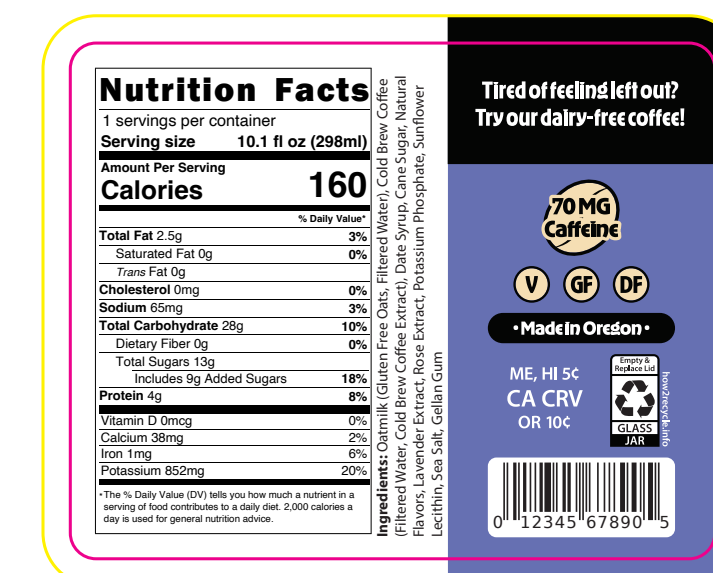 Nutrition Facts
1 servings per container
Serving size 10.1 fl oz (298ml)
Amount Per Serving
Calories 160
% Daily Value*
Total Fat 2.5g 3%
Saturated Fat 0g 0%
Trans Fat 0g
Cholesterol 0mg 0%
Sodium 65mg 3%
Total Carbohydrate 28g 10%
Dietary Fiber 0g 0%
Total Sugars 13g
Includes 9g Added Sugars 18%
Protein 4g 8%
Vitamin D 0mcg 0%
Calcium 38mg 2%
Iron 1mg 6%
Potassium 852mg 20%
*The % Daily Value (DV) tells you how much a nutrient in a
serving of food contributes to a daily diet. 2,000 calories a
day is used for general nutrition advice.
Ingredients: Oatmilk (Gluten Free Oats, Filtered Water), Cold Brew Coffee
(Filtered Water, Cold Brew Coffee Extract), Date Syrup, Cane Sugar, Natural
Flavors, Lavender Extract, Rose Extract, Potassium Phosphate, Sunflower
Lecithin, Sea Salt, Gellan Gum
Tired of feeling left out?
Try our dairy-free coffee!
70 MG
Caffeine
V GF DF
• Made in Oregon •
ME, HI 5¢
CA CRV
OR 10¢
Empty &
Replace Lid
GLASS
JAR
how2recycle.info
0 12345 67890 5